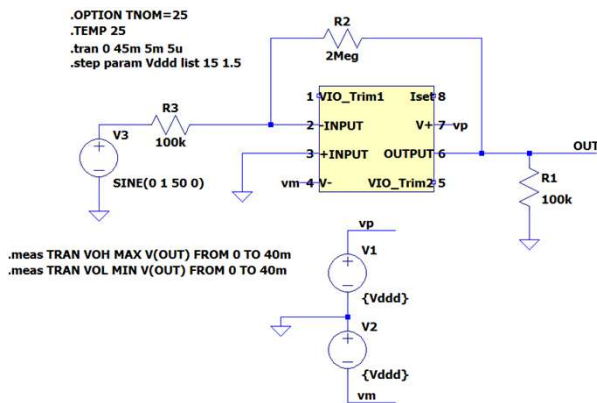 .OPTION TNOM=25
.TEMP 25
.tran 0 45m 5m 5u
.step param Vddd list 15 1.5
R2
2Meg
1 VIO_Trim1 Iset 8
R3
100k
2 -INPUT V+ 7 vp
V3
3 +INPUT OUTPUT 6 OUT
SINE(0 1 50 0)
vm 4 V- VIO_Trim2 5
R1
100k
vp
.meas TRAN VOH MAX V(OUT) FROM 0 TO 40m
.meas TRAN VOL MIN V(OUT) FROM 0 TO 40m
V1
{Vddd}
V2
{Vddd}
vm